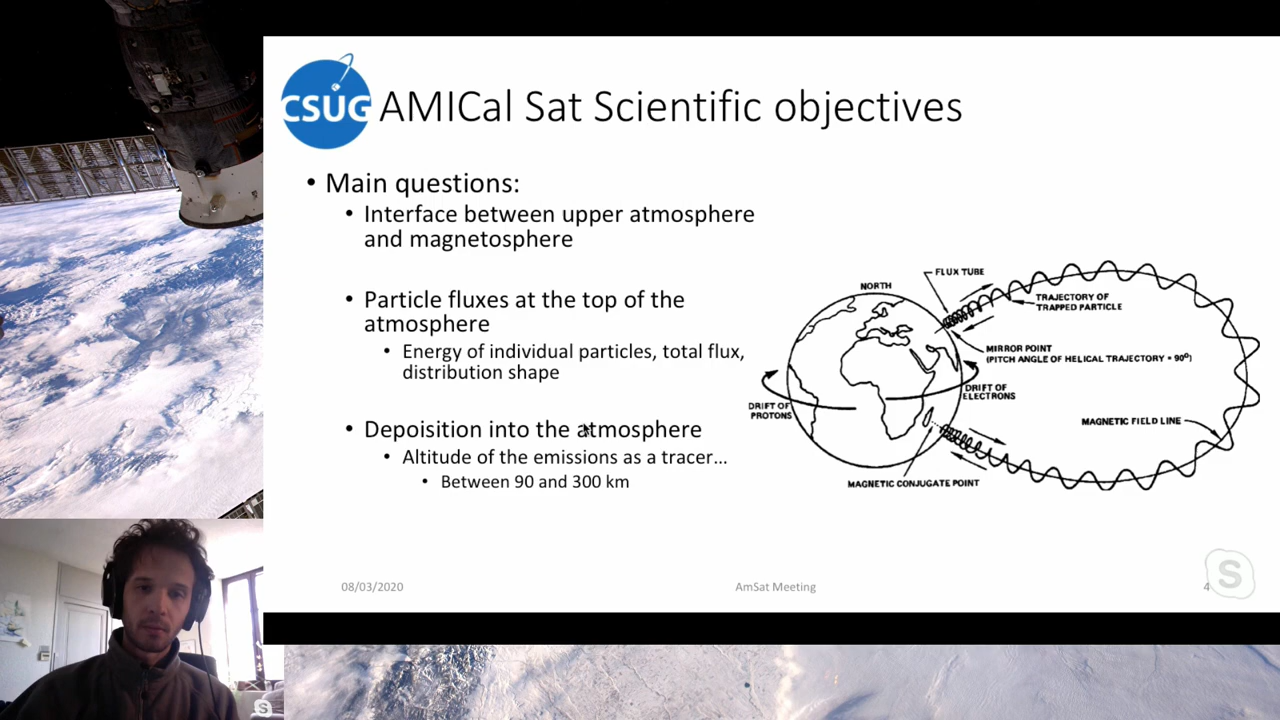 CSUG
AMICal Sat Scientific objectives
• Main questions:
• Interface between upper atmosphere
and magnetosphere
• Particle fluxes at the top of the
atmosphere
• Energy of individual particles, total flux,
distribution shape
• Depoisition into the atmosphere
• Altitude of the emissions as a tracer...
• Between 90 and 300 km
FLUX TUBE
NORTH
TRAJECTORY OF
TRAPPED PARTICLE
MIRROR POINT
(PITCH ANGLE OF HELICAL TRAJECTORY = 90º)
DRIFT OF
ELECTRONS
DRIFT OF
PROTONS
MAGNETIC FIELD LINE
MAGNETIC CONJUGATE POINT
08/03/2020
AmSat Meeting
4
S
S